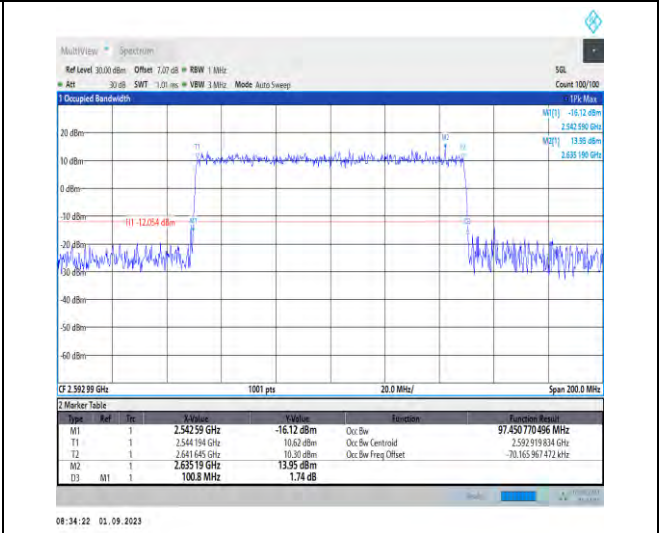 MultiView Spectrum
Ref Level 30.00 dBm Offset 7.07 dB RBW 1 MHz SGL
Att 30 dB SWT 1.01 ms VBW 3 MHz Mode Auto Sweep Count 100/100
1 Occupied Bandwidth 1Pk Max
M1[1] -16.12 dBm
2.542 590 GHz
M2[1] 13.95 dBm
2.635 190 GHz
20 dBm
10 dBm
0 dBm
-10 dBm
H1 -12.054 dBm
-20 dBm
-30 dBm
-40 dBm
-50 dBm
-60 dBm
T1
M2
CF 2.592 99 GHz 1001 pts 20.0 MHz/ Span 200.0 MHz
2 Marker Table
Type Ref Trc X-Value Y-Value Function Function Result
M1 1 2.542 59 GHz -16.12 dBm Occ Bw 97.450 770 496 MHz
T1 1 2.544 194 GHz 10.62 dBm Occ Bw Centroid 2.592 919 834 GHz
T2 1 2.641 645 GHz 10.30 dBm Occ Bw Freq Offset -70.165 967 472 kHz
M2 1 2.635 19 GHz 13.95 dBm
D3 M1 1 100.8 MHz 1.74 dB
08:34:22 01.09.2023